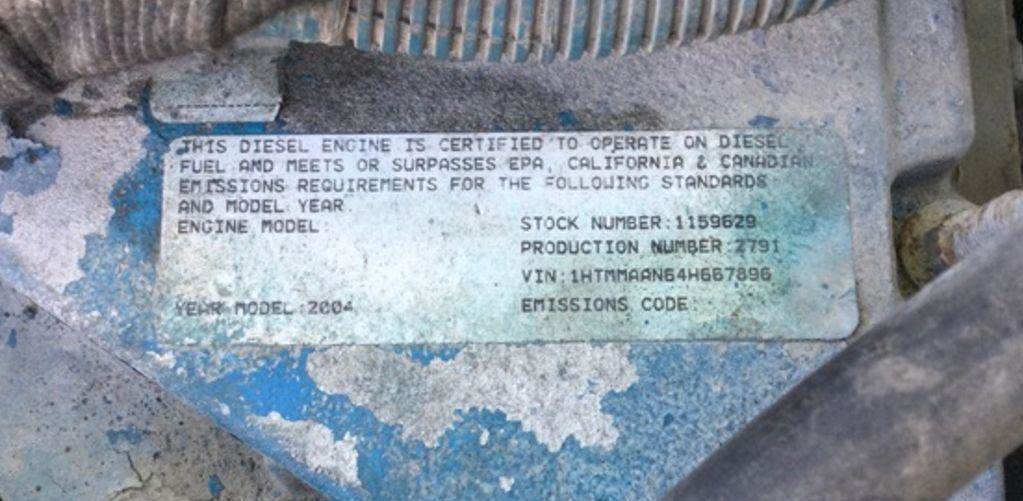 THIS DIESEL ENGINE IS CERTIFIED TO OPERATE ON DIESEL
FUEL AND MEETS OR SURPASSES EPA, CALIFORNIA & CANADIAN
EMISSIONS REQUIREMENTS FOR THE FOLLOWING STANDARDS
AND MODEL YEAR.
ENGINE MODEL:
STOCK NUMBER:1159629
PRODUCTION NUMBER:2791
VIN:1HTMMAAN64H667896
YEAR MODEL:2004
EMISSIONS CODE: